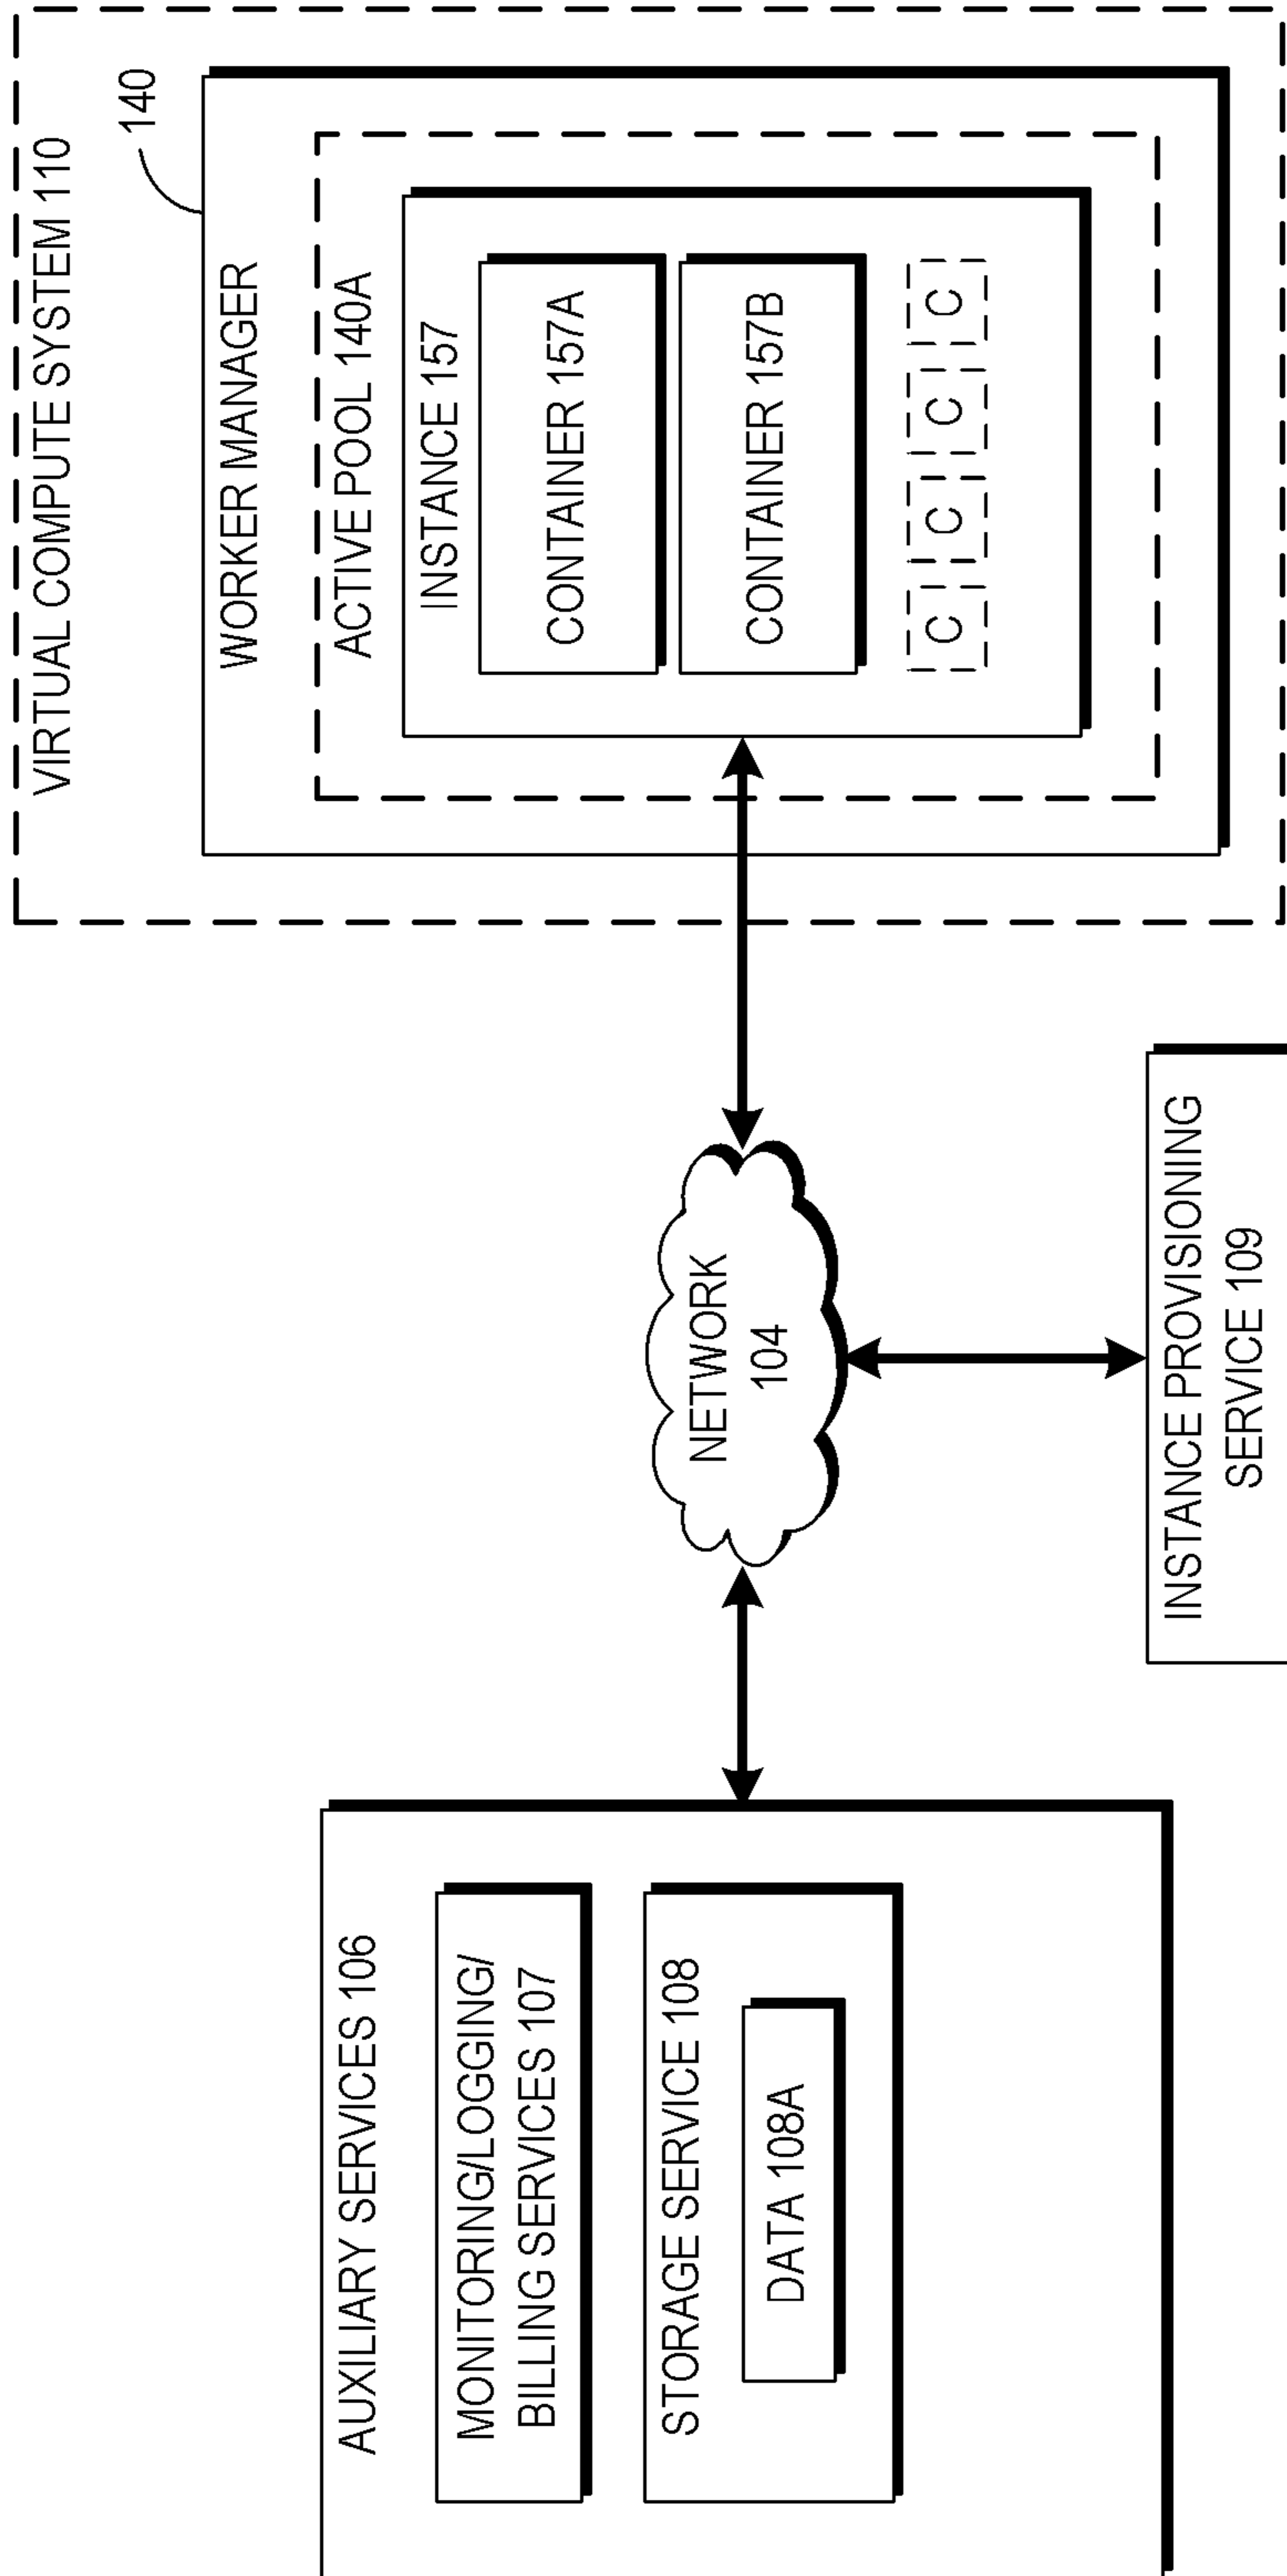 AUXILIARY SERVICES 106
MONITORING/LOGGING/
BILLING SERVICES 107
STORAGE SERVICE 108
DATA 108A
NETWORK
104
INSTANCE PROVISIONING
SERVICE 109
VIRTUAL COMPUTE SYSTEM 110
140
WORKER MANAGER
ACTIVE POOL 140A
INSTANCE 157
CONTAINER 157A
CONTAINER 157B
C C C C